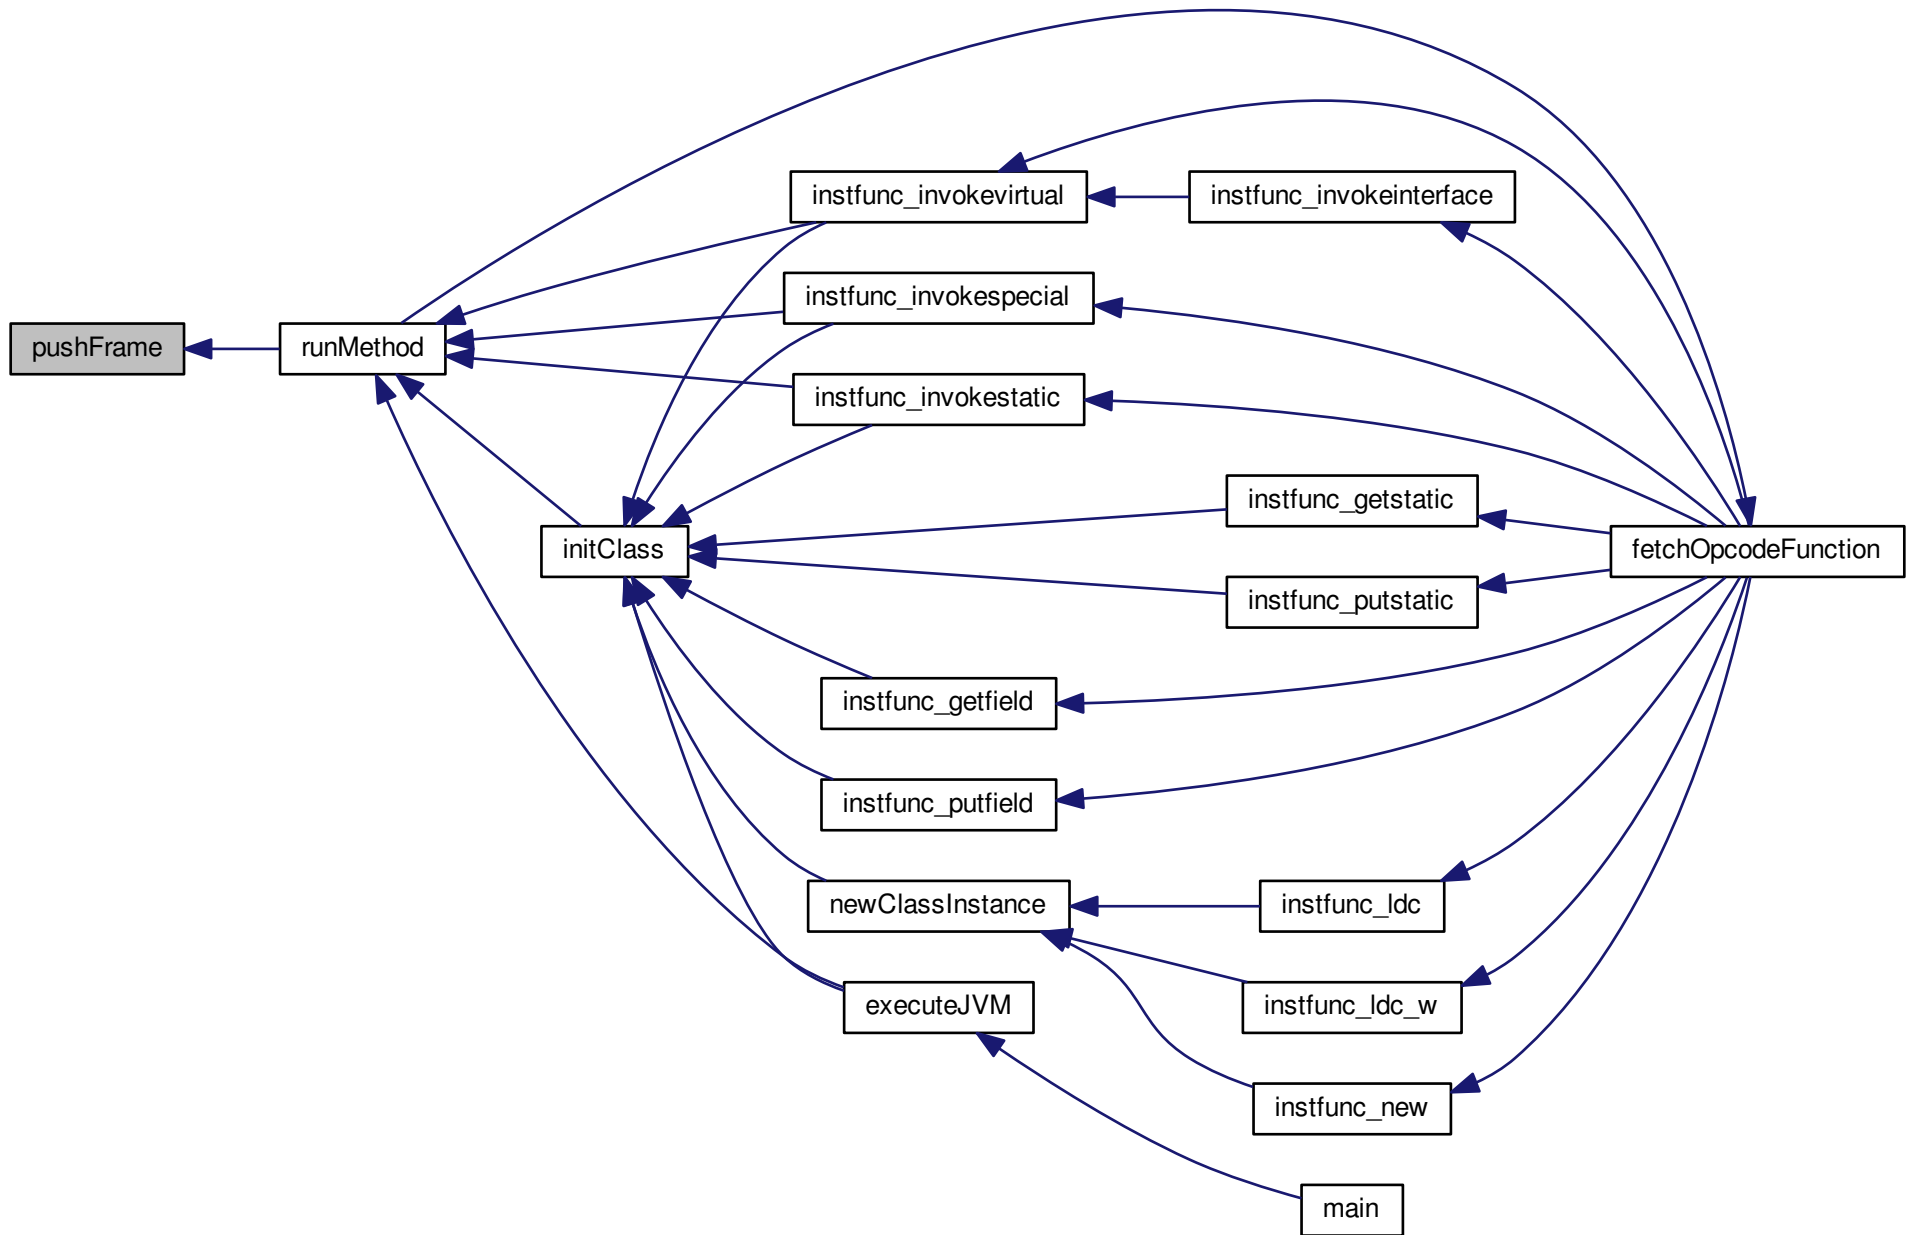 instfunc_invokevirtual
instfunc_invokeinterface
instfunc_invokespecial
pushFrame
runMethod
instfunc_invokestatic
instfunc_getstatic
initClass
fetchOpcodeFunction
instfunc_putstatic
instfunc_getfield
instfunc_putfield
newClassInstance
instfunc_ldc
executeJVM
instfunc_ldc_w
instfunc_new
main